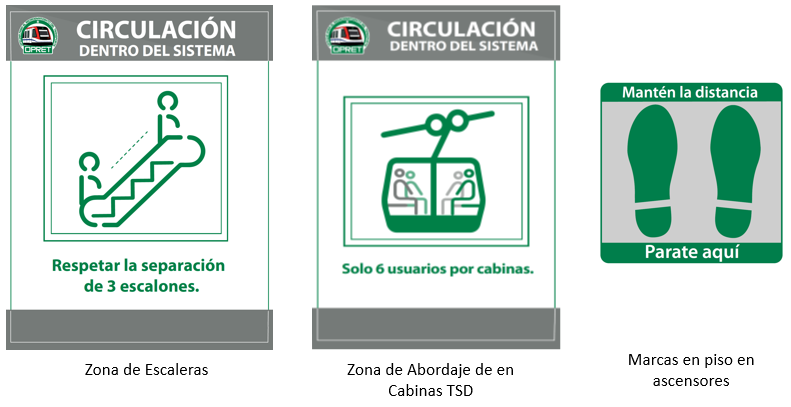 CIRCULACIÓN
DENTRO DEL SISTEMA
OPRET
Respetar la separación
de 3 escalones.
Zona de Escaleras
CIRCULACIÓN
DENTRO DEL SISTEMA
OPRET
Solo 6 usuarios por cabinas.
Zona de Abordaje de en
Cabinas TSD
Mantén la distancia
Parate aquí
Marcas en piso en
ascensores